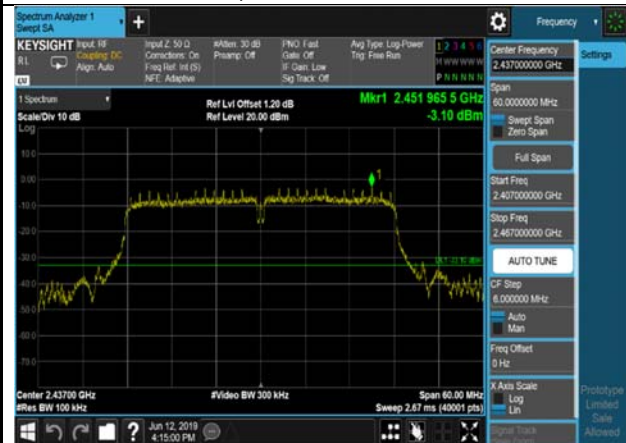 Spectrum Analyzer 1
Swept SA
Frequency
KEYSIGHT
Input: RF
Coupling: DC
Align: Auto
Input Z: 50 Ω
Corrections: On
Freq Ref: Int (S)
NFE: Adaptive
#Atten: 30 dB
Preamp: Off
PNO: Fast
Gate: Off
IF Gain: Low
Sig Track: Off
Avg Type: Log-Power
Trig: Free Run
1 2 3 4 5 6
M W W W W W
P N N N N N
RL
1 Spectrum
Scale/Div 10 dB
Ref Lvl Offset 1.20 dB
Ref Level 20.00 dBm
Mkr1 2.451 965 5 GHz
-3.10 dBm
Log
10.0
0.00
1
-10.0
-20.0
-30.0
-40.0
-50.0
-60.0
-70.0
Center 2.43700 GHz
#Res BW 100 kHz
#Video BW 300 kHz
Span 60.00 MHz
Sweep 2.67 ms (40001 pts)
Jun 12, 2019
4:15:00 PM
Center Frequency
2.437000000 GHz
Settings
Span
60.0000000 MHz
Swept Span
Zero Span
Full Span
Start Freq
2.407000000 GHz
Stop Freq
2.467000000 GHz
AUTO TUNE
CF Step
6.000000 MHz
Auto
Man
Freq Offset
0 Hz
X Axis Scale
Log
Lin
Signal Track
Prototype
Limited
Sale
Allowed